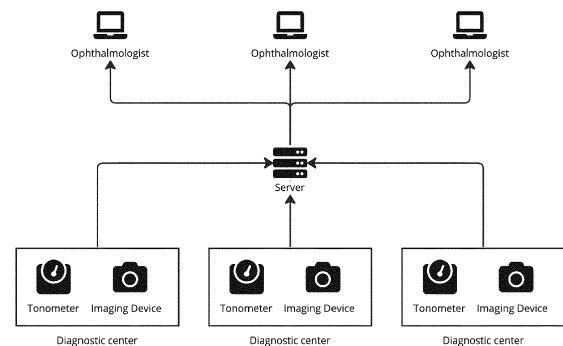 Ophthalmologist Ophthalmologist Ophthalmologist
Server
Tonometer Imaging Device Tonometer Imaging Device Tonometer Imaging Device
Diagnostic center Diagnostic center Diagnostic center